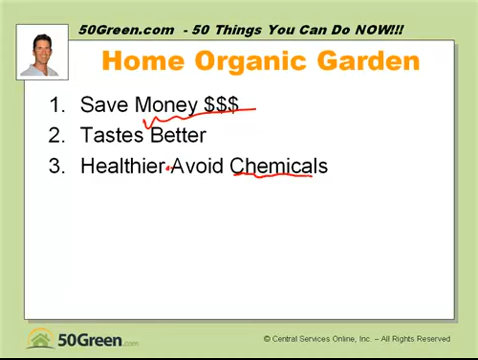 50Green.com - 50 Things You Can Do NOW!!!
Home Organic Garden
1. Save Money $$$
2. Tastes Better
3. Healthier-Avoid Chemicals
50Green.com
© Central Services Online, Inc. – All Rights Reserved